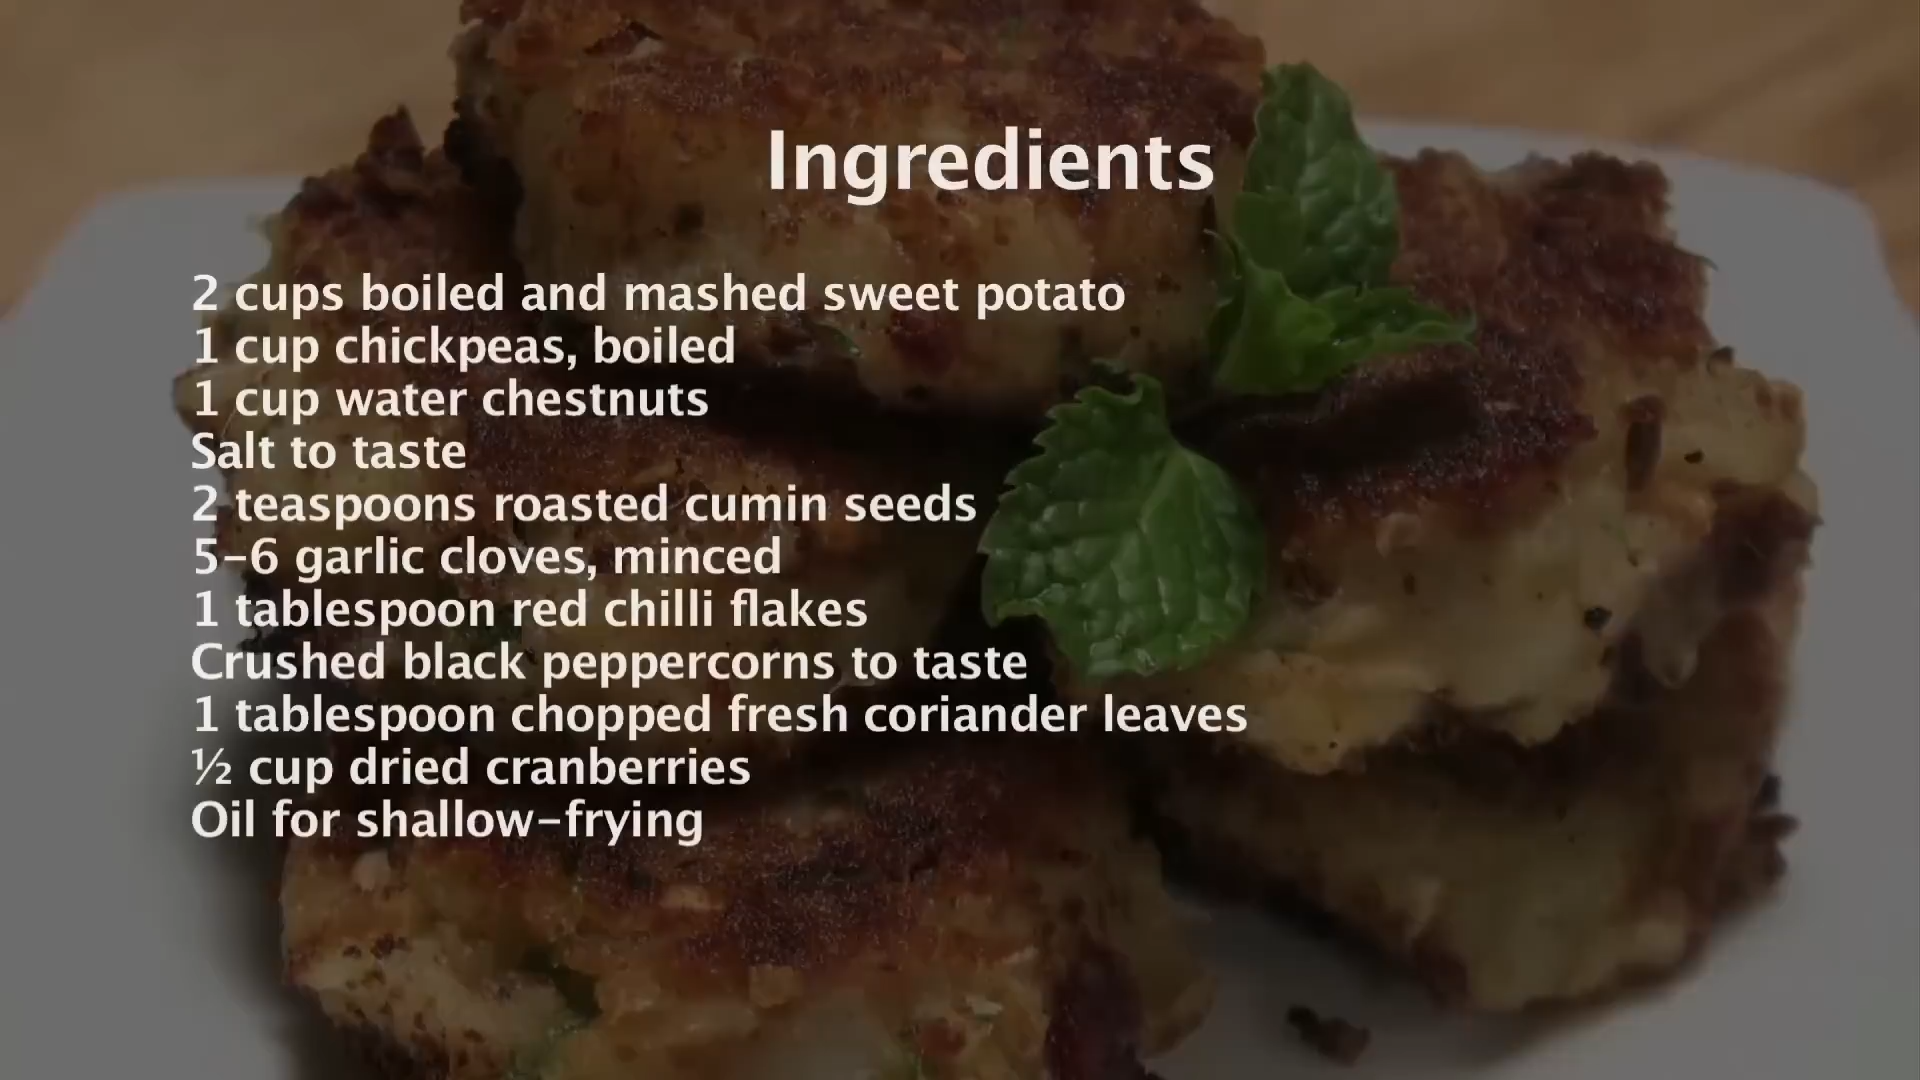 Ingredients
2 cups boiled and mashed sweet potato
1 cup chickpeas, boiled
1 cup water chestnuts
Salt to taste
2 teaspoons roasted cumin seeds
5-6 garlic cloves, minced
1 tablespoon red chilli flakes
Crushed black peppercorns to taste
1 tablespoon chopped fresh coriander leaves
½ cup dried cranberries
Oil for shallow-frying